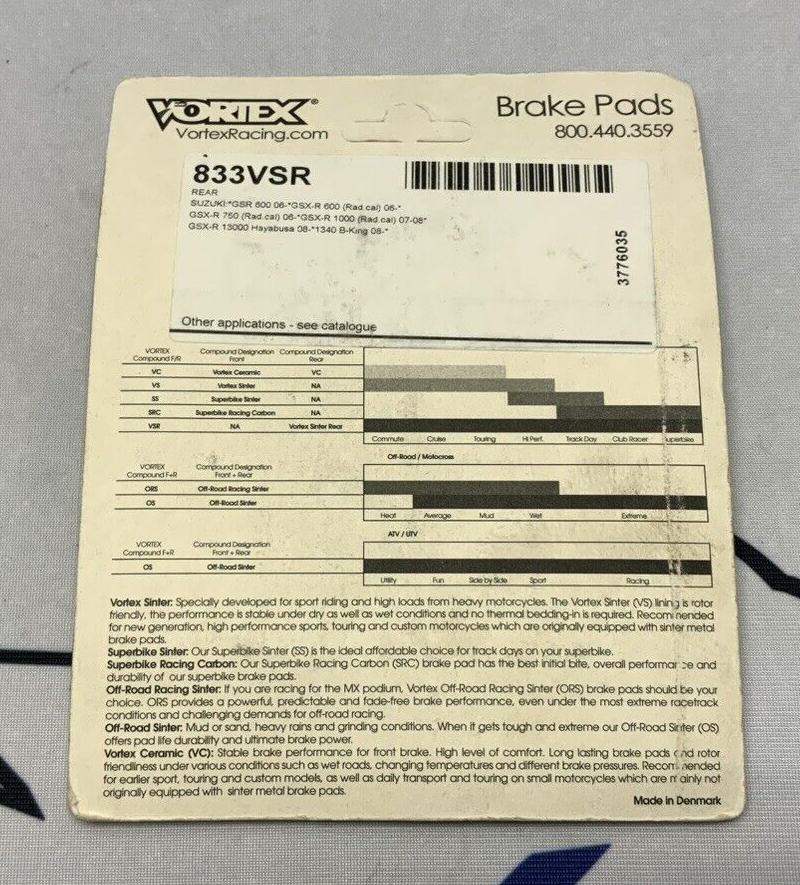 VORTEX®
Brake Pads
VortexRacing.com
800.440.3559
833VSR
REAR
SUZUKI:*GSR 600 06-*GSX-R 600 (Rad.cal) 06-*
GSX-R 750 (Rad.cal) 06-*GSX-R 1000 (Rad.cal) 07-08*
GSX-R 13000 Hayabusa 08-*1340 B-King 08-*
3776035
Other applications - see catalogue
VORTEX Compound F/R Compound Designation Front Compound Designation Rear
VC Vortex Ceramic VC
VS Vortex Sinter NA
SS Superbike Sinter NA
SRC Superbike Racing Carbon NA
VSR NA Vortex Sinter Rear
Commute Cruise Touring Hi Perf. Track Day Club Racer Superbike
Off-Road / Motocross
VORTEX Compound F+R Compound Designation Front + Rear
ORS Off-Road Racing Sinter
OS Off-Road Sinter
Heat Average Mud Wet Extreme
ATV / UTV
VORTEX Compound F+R Compound Designation Front + Rear
OS Off-Road Sinter
Utility Fun Side by Side Sport Racing
Vortex Sinter: Specially developed for sport riding and high loads from heavy motorcycles. The Vortex Sinter (VS) lining is rotor
friendly, the performance is stable under dry as well as wet conditions and no thermal bedding-in is required. Recommended
for new generation, high performance sports, touring and custom motorcycles which are originally equipped with sinter metal
brake pads.
Superbike Sinter: Our Superbike Sinter (SS) is the ideal affordable choice for track days on your superbike.
Superbike Racing Carbon: Our Superbike Racing Carbon (SRC) brake pad has the best initial bite, overall performance and
durability of our superbike brake pads.
Off-Road Racing Sinter: If you are racing for the MX podium, Vortex Off-Road Racing Sinter (ORS) brake pads should be your
choice. ORS provides a powerful, predictable and fade-free brake performance, even under the most extreme racetrack
conditions and challenging demands for off-road racing.
Off-Road Sinter: Mud or sand, heavy rains and grinding conditions. When it gets tough and extreme our Off-Road Sinter (OS)
offers pad life durability and ultimate brake power.
Vortex Ceramic (VC): Stable brake performance for front brake. High level of comfort. Long lasting brake pads and rotor
friendliness under various conditions such as wet roads, changing temperatures and different brake pressures. Recommended
for earlier sport, touring and custom models, as well as daily transport and touring on small motorcycles which are mainly not
originally equipped with sinter metal brake pads.
Made in Denmark